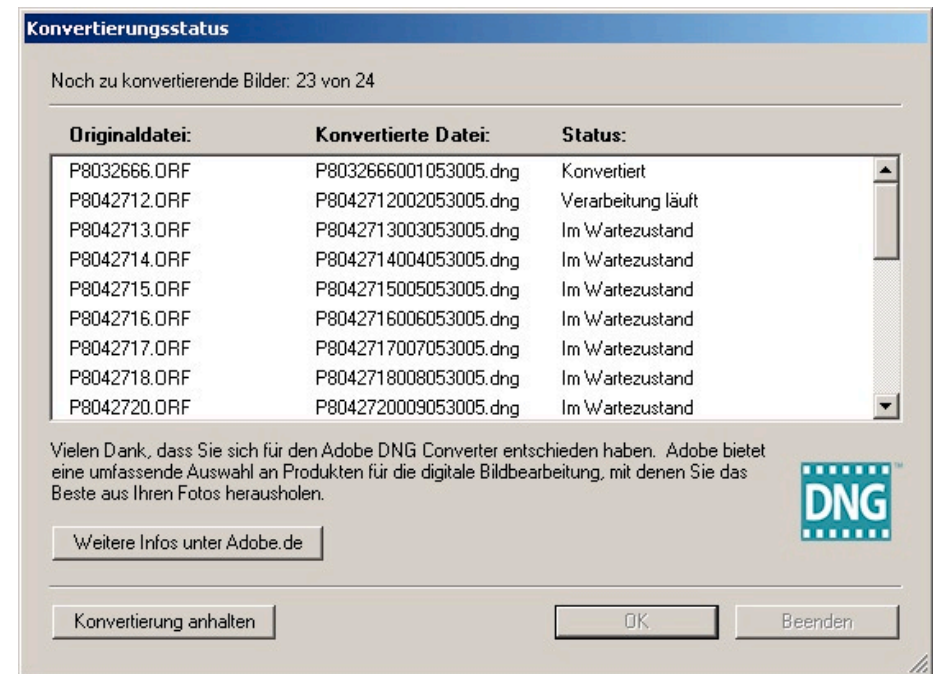 Konvertierungsstatus
Noch zu konvertierende Bilder: 23 von 24
Originaldatei: Konvertierte Datei: Status:
P8032666.ORF P8032666001053005.dng Konvertiert
P8042712.ORF P8042712002053005.dng Verarbeitung läuft
P8042713.ORF P8042713003053005.dng Im Wartezustand
P8042714.ORF P8042714004053005.dng Im Wartezustand
P8042715.ORF P8042715005053005.dng Im Wartezustand
P8042716.ORF P8042716006053005.dng Im Wartezustand
P8042717.ORF P8042717007053005.dng Im Wartezustand
P8042718.ORF P8042718008053005.dng Im Wartezustand
P8042720.ORF P8042720009053005.dng Im Wartezustand
Vielen Dank, dass Sie sich für den Adobe DNG Converter entschieden haben. Adobe bietet
eine umfassende Auswahl an Produkten für die digitale Bildbearbeitung, mit denen Sie das
Beste aus Ihren Fotos herausholen.
DNG™
Weitere Infos unter Adobe.de
Konvertierung anhalten OK Beenden